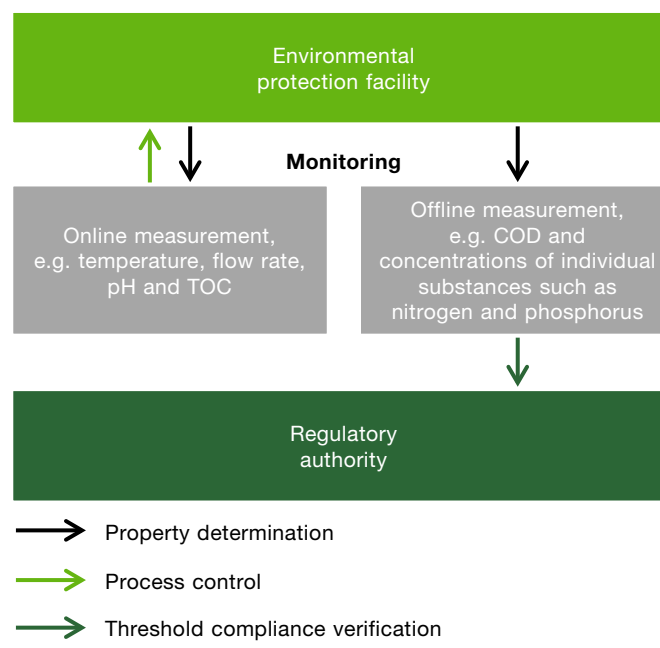 Environmental
protection facility
Monitoring
Online measurement,
e.g. temperature, flow rate,
pH and TOC
Offline measurement,
e.g. COD and
concentrations of individual
substances such as
nitrogen and phosphorus
Regulatory
authority
Property determination
Process control
Threshold compliance verification